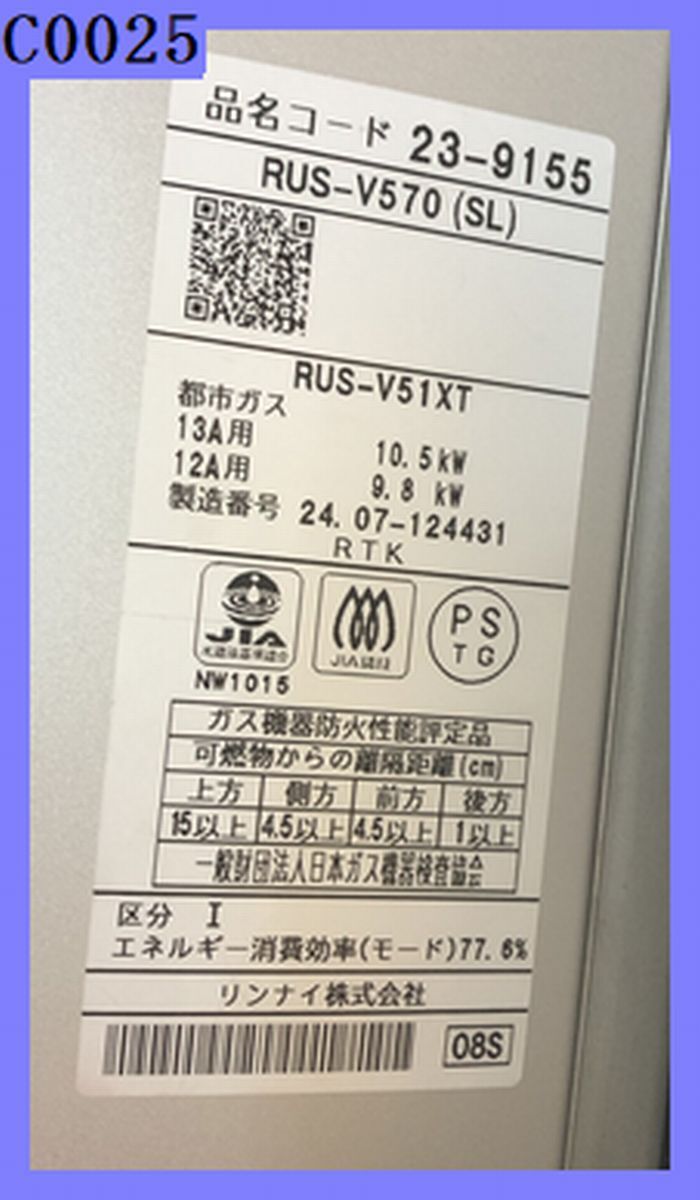 C0025
品名コード 23-9155
RUS-V570(SL)
RUS-V51XT
都市ガス
13A用 10.5kW
12A用 9.8 kW
製造番号 24.07-124431
RTK
JIA
JIA認証
PS
TG
NW1015
ガス機器防火性能評定品
可燃物からの離隔距離(cm)
上方 側方 前方 後方
15以上 4.5以上 4.5以上 1以上
一般財団法人日本ガス機器検査協会
区分 I
エネルギー消費効率(モード)77.6%
リンナイ株式会社
08S